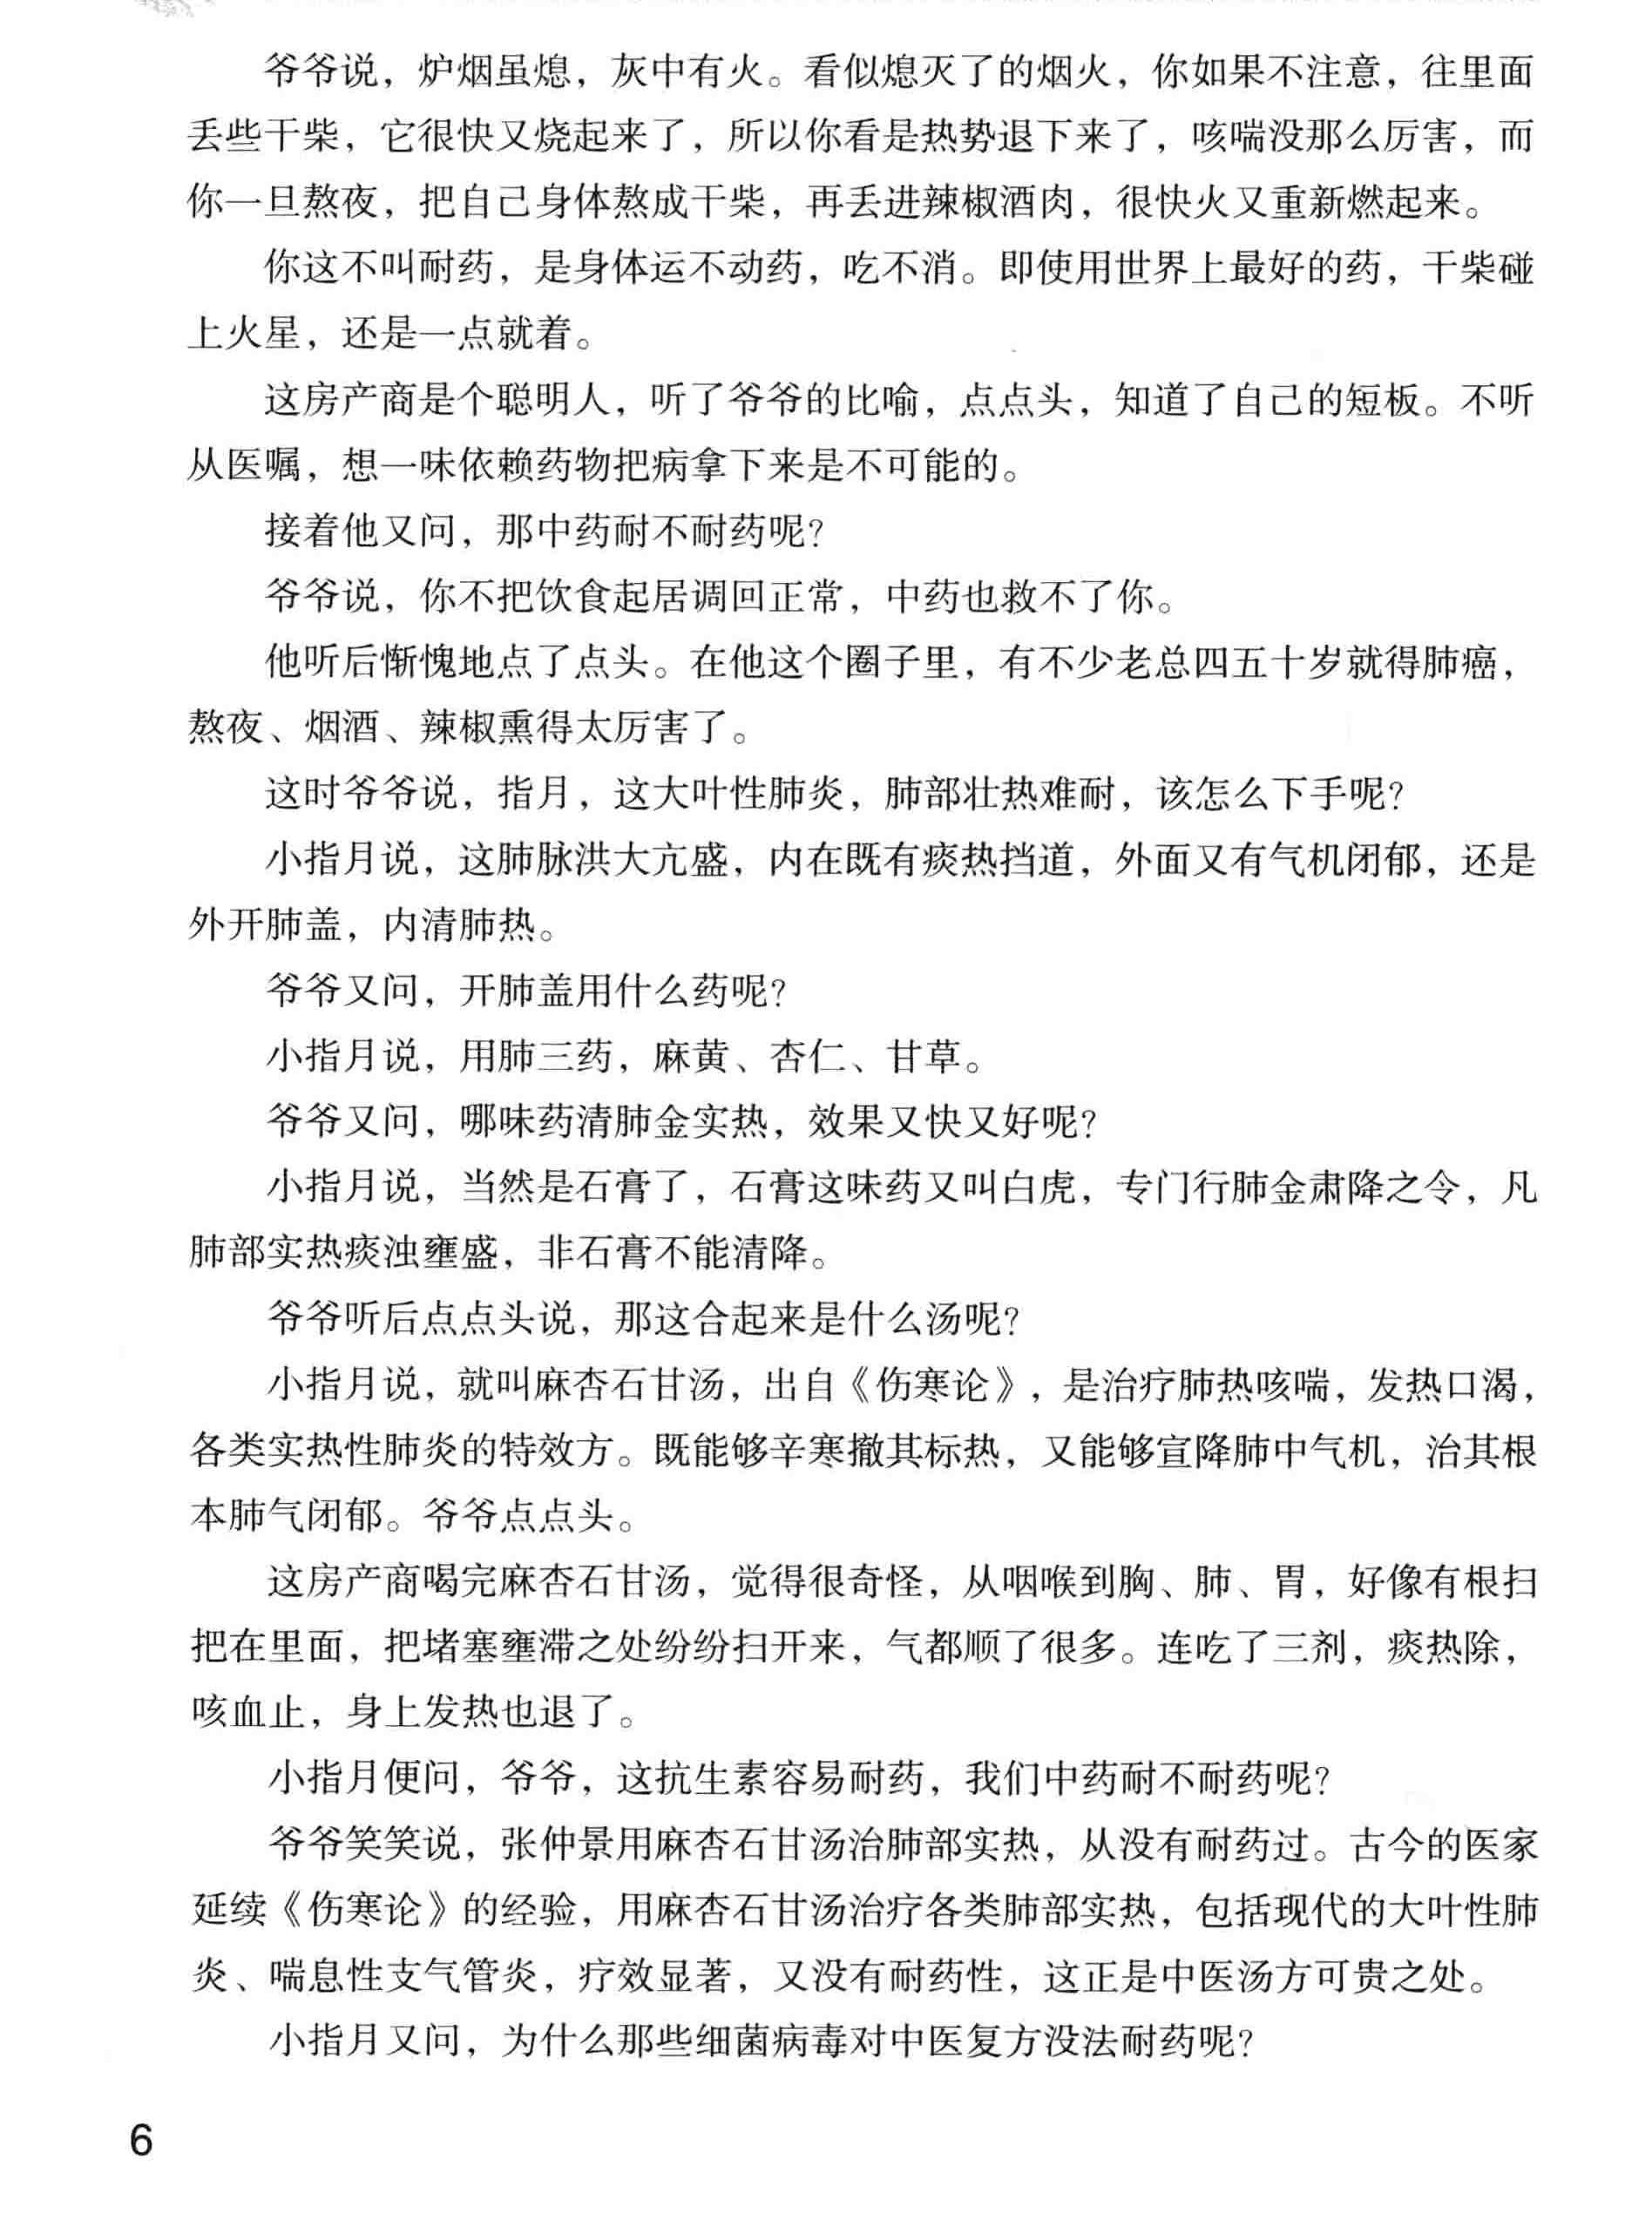 爷爷说，炉烟虽熄，灰中有火。看似熄灭了的烟火，你如果不注意，往里面
丢些干柴，它很快又烧起来了，所以你看是热势退下来了，咳喘没那么厉害，而
你一旦熬夜，把自己身体熬成干柴，再丢进辣椒酒肉，很快火又重新燃起来。
你这不叫耐药，是身体运不动药，吃不消。即使用世界上最好的药，干柴碰
上火星，还是一点就着。
这房产商是个聪明人，听了爷爷的比喻，点点头，知道了自己的短板。不听
从医嘱，想一味依赖药物把病拿下来是不可能的。
接着他又问，那中药耐不耐药呢？
爷爷说，你不把饮食起居调回正常，中药也救不了你。
他听后惭愧地点了点头。在他这个圈子里，有不少老总四五十岁就得肺癌，
熬夜、烟酒、辣椒熏得太厉害了。
这时爷爷说，指月，这大叶性肺炎，肺部壮热难耐，该怎么下手呢？
小指月说，这肺脉洪大亢盛，内在既有痰热挡道，外面又有气机闭郁，还是
外开肺盖，内清肺热。
爷爷又问，开肺盖用什么药呢？
小指月说，用肺三药，麻黄、杏仁、甘草。
爷爷又问，哪味药清肺金实热，效果又快又好呢？
小指月说，当然是石膏了，石膏这味药又叫白虎，专门行肺金肃降之令，凡
肺部实热痰浊壅盛，非石膏不能清降。
爷爷听后点点头说，那这合起来是什么汤呢？
小指月说，就叫麻杏石甘汤，出自《伤寒论》，是治疗肺热咳喘，发热口渴，
各类实热性肺炎的特效方。既能够辛寒撤其标热，又能够宣降肺中气机，治其根
本肺气闭郁。爷爷点点头。
这房产商喝完麻杏石甘汤，觉得很奇怪，从咽喉到胸、肺、胃，好像有根扫
把在里面，把堵塞壅滞之处纷纷扫开来，气都顺了很多。连吃了三剂，痰热除，
咳血止，身上发热也退了。
小指月便问，爷爷，这抗生素容易耐药，我们中药耐不耐药呢？
爷爷笑笑说，张仲景用麻杏石甘汤治肺部实热，从没有耐药过。古今的医家
延续《伤寒论》的经验，用麻杏石甘汤治疗各类肺部实热，包括现代的大叶性肺
炎、喘息性支气管炎，疗效显著，又没有耐药性，这正是中医汤方可贵之处。
小指月又问，为什么那些细菌病毒对中医复方没法耐药呢？
6